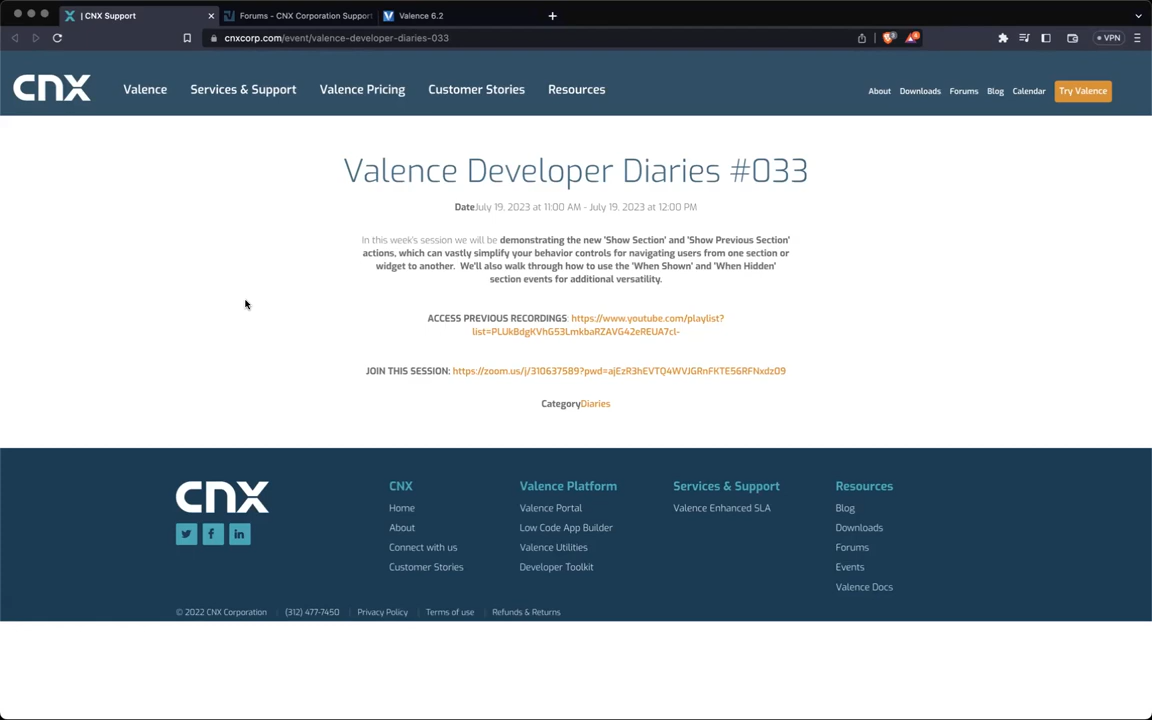 | CNX Support
Forums - CNX Corporation Support
Valence 6.2
cnxcorp.com/event/valence-developer-diaries-033
VPN
CNX
Valence
Services & Support
Valence Pricing
Customer Stories
Resources
About
Downloads
Forums
Blog
Calendar
Try Valence
Valence Developer Diaries #033
DateJuly 19, 2023 at 11:00 AM - July 19, 2023 at 12:00 PM
In this week's session we will be demonstrating the new 'Show Section' and 'Show Previous Section'
actions, which can vastly simplify your behavior controls for navigating users from one section or
widget to another. We'll also walk through how to use the 'When Shown' and 'When Hidden'
section events for additional versatility.
ACCESS PREVIOUS RECORDINGS: https://www.youtube.com/playlist?
list=PLUkBdgKVhG53LmkbaRZAVG42eREUA7cl-
JOIN THIS SESSION: https://zoom.us/j/310637589?pwd=ajEzR3hEVTQ4WVJGRnFKTE56RFNxdz09
CategoryDiaries
CNX
CNX
Home
About
Connect with us
Customer Stories
Valence Platform
Valence Portal
Low Code App Builder
Valence Utilities
Developer Toolkit
Services & Support
Valence Enhanced SLA
Resources
Blog
Downloads
Forums
Events
Valence Docs
© 2022 CNX Corporation
(312) 477-7450
Privacy Policy
Terms of use
Refunds & Returns